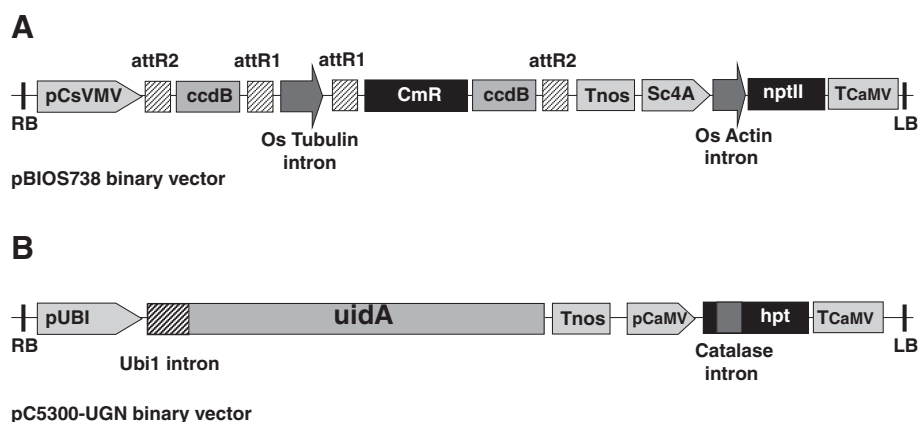 A
attR2 attR1 attR1 attR2
pCsVMV ccdB CmR ccdB Tnos Sc4A nptII TCaMV
RB LB
Os Tubulin
intron
Os Actin
intron
pBIOS738 binary vector
B
pUBI uidA Tnos pCaMV hpt TCaMV
RB LB
Ubi1 intron
Catalase
intron
pC5300-UGN binary vector